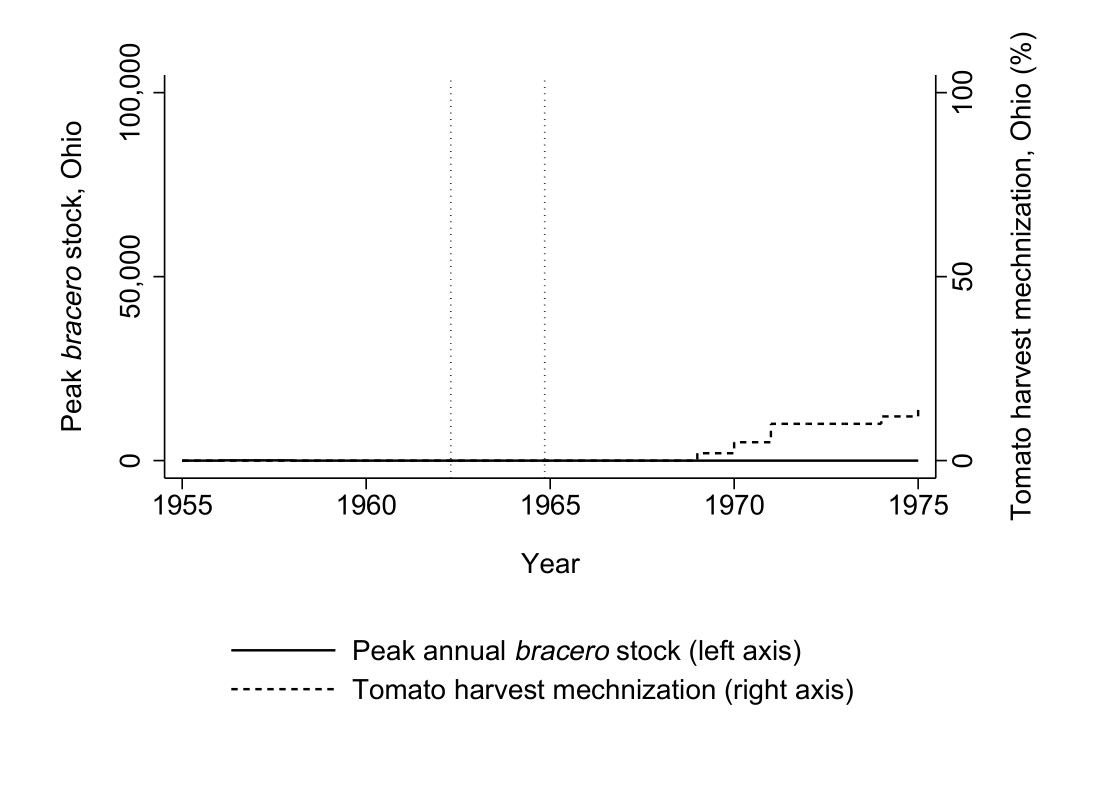 Peak bracero stock, Ohio
100,000
50,000
0
Tomato harvest mechnization, Ohio (%)
100
50
0
1955 1960 1965 1970 1975
Year
Peak annual bracero stock (left axis)
Tomato harvest mechnization (right axis)